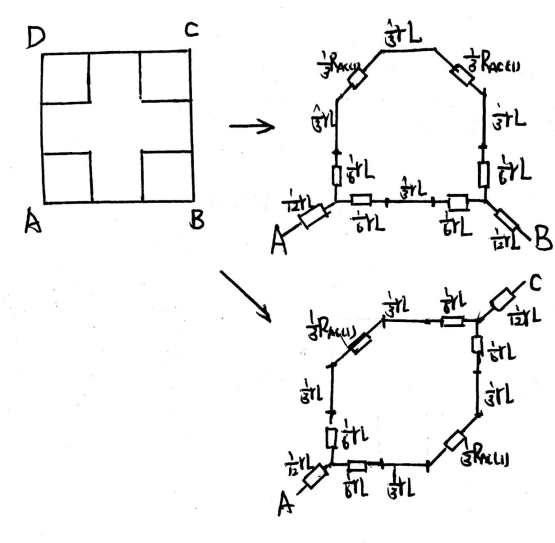 D
C
A
B
1/3 rL
1/3 R_AC(1)
1/3 R_AC(1)
1/3 rL
1/3 rL
1/6 rL
1/6 rL
1/12 rL
1/6 rL
1/3 rL
1/6 rL
1/12 rL
A
B
C
1/3 rL
1/6 rL
1/12 rL
1/3 R_AC(1)
1/6 rL
1/3 rL
1/3 rL
1/6 rL
1/3 R_AC(1)
1/12 rL
1/6 rL
1/3 rL
A